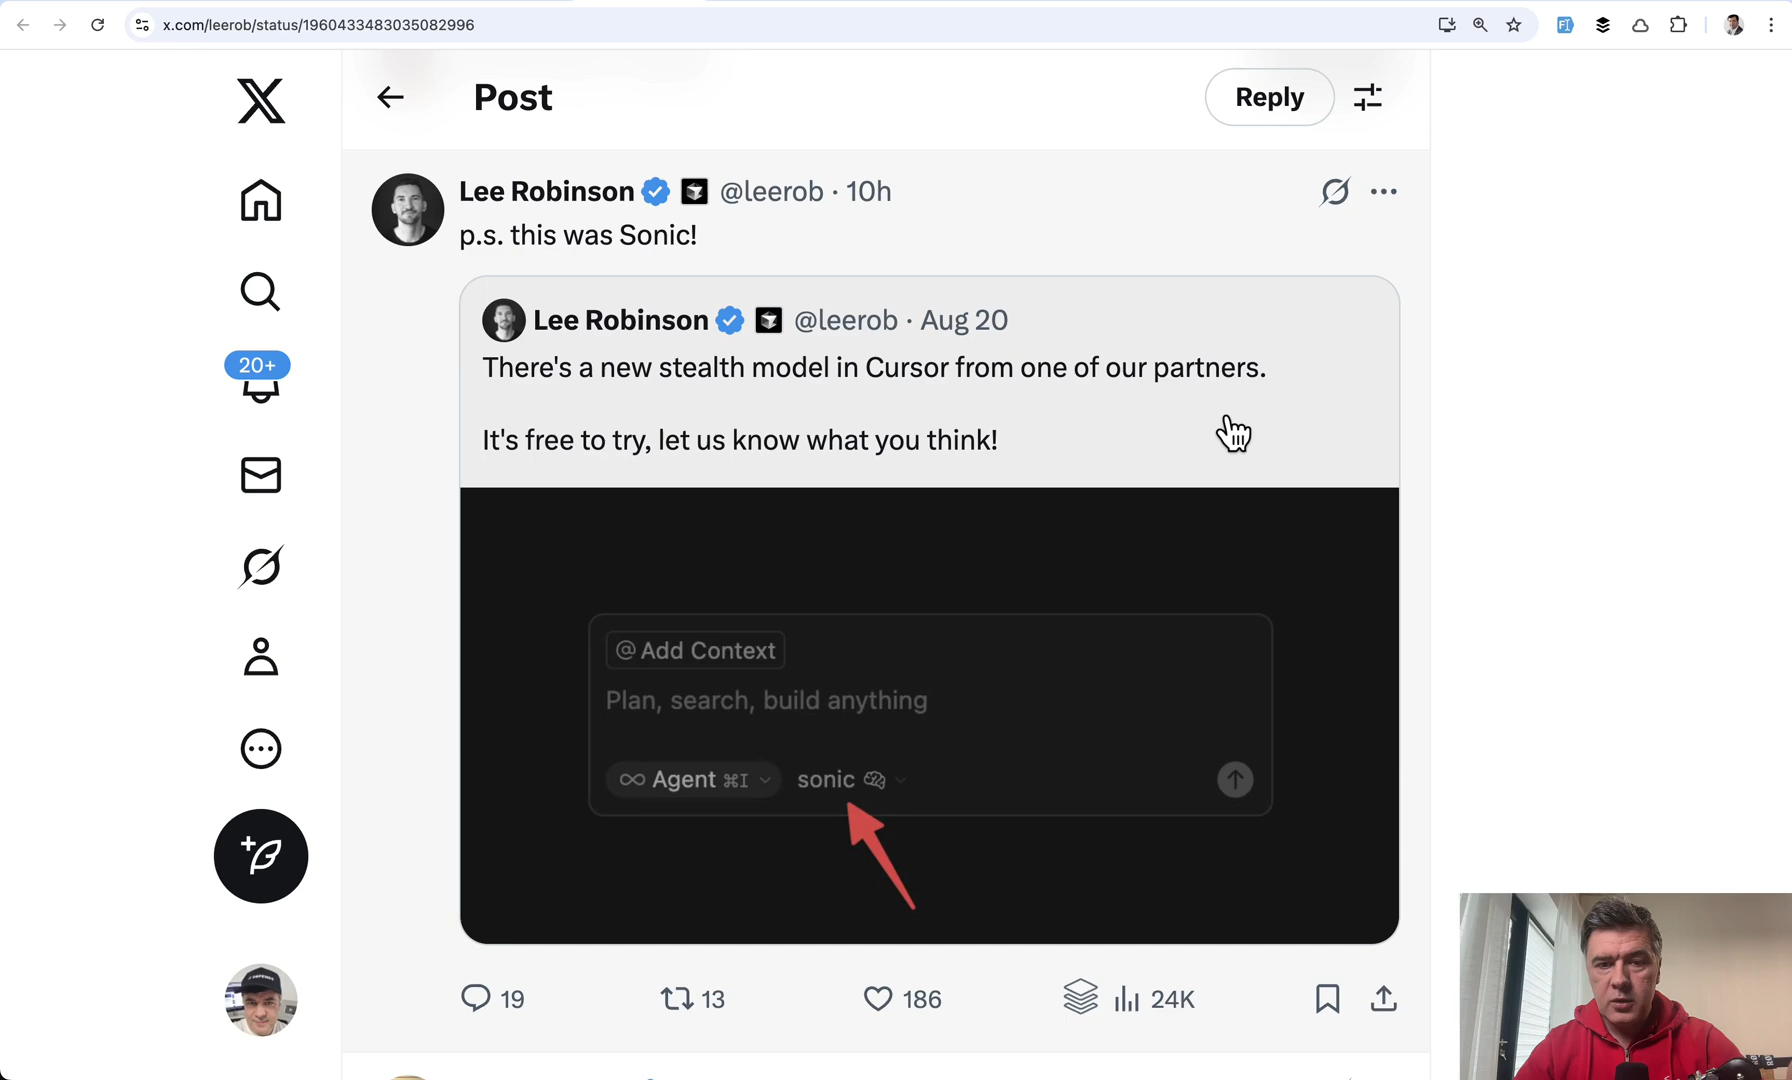 x.com/leerob/status/1960433483035082996
Post
Reply
Lee Robinson @leerob · 10h
p.s. this was Sonic!
Lee Robinson @leerob · Aug 20
There's a new stealth model in Cursor from one of our partners.
It's free to try, let us know what you think!
@ Add Context
Plan, search, build anything
Agent ⌘I
sonic
19
13
186
24K
20+